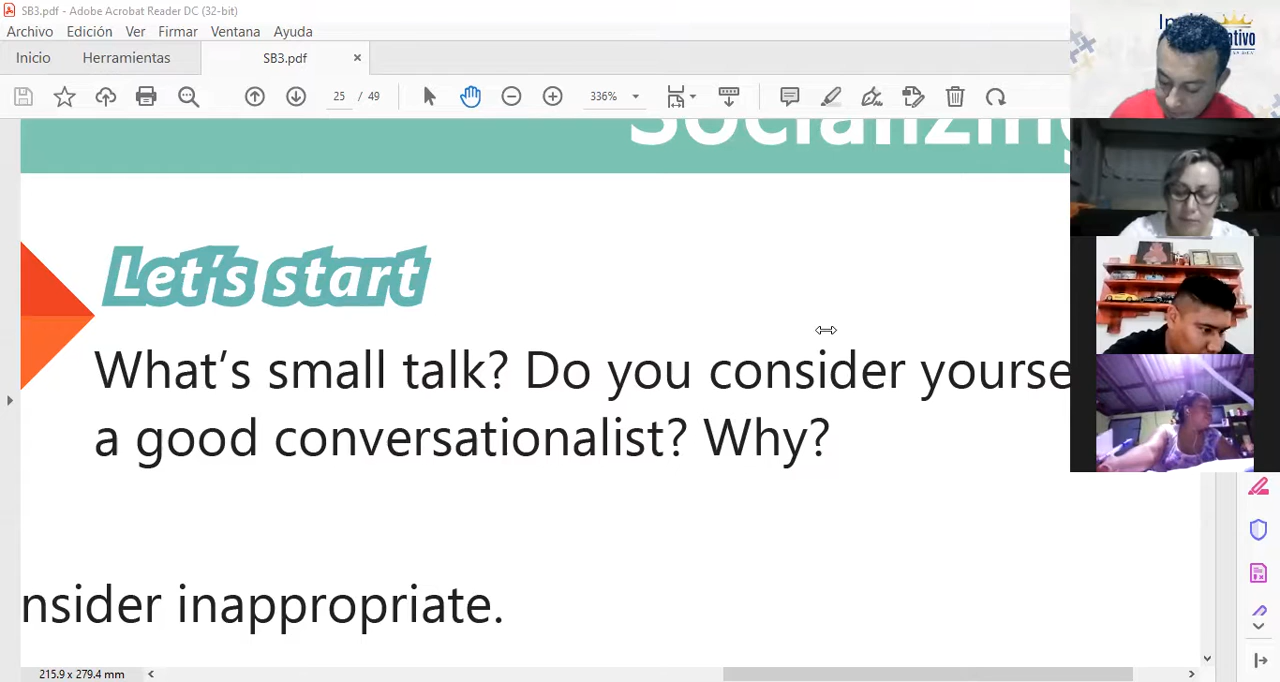 SB3.pdf - Adobe Acrobat Reader DC (32-bit)
Archivo Edición Ver Firmar Ventana Ayuda
Inicio Herramientas SB3.pdf ×
25 / 49 336%
Socializing
Let's start
What's small talk? Do you consider yourse
a good conversationalist? Why?
nsider inappropriate.
215.9 x 279.4 mm